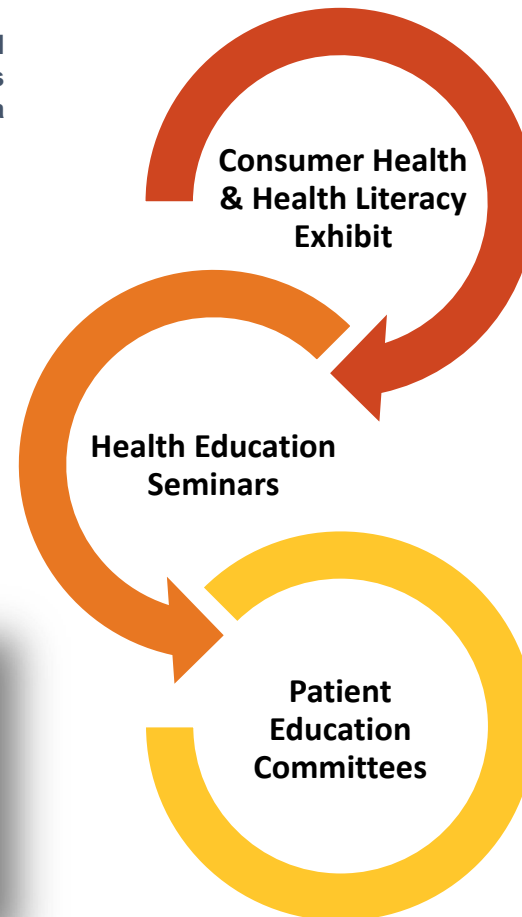 Consumer Health
& Health Literacy
Exhibit
Health Education
Seminars
Patient
Education
Committees